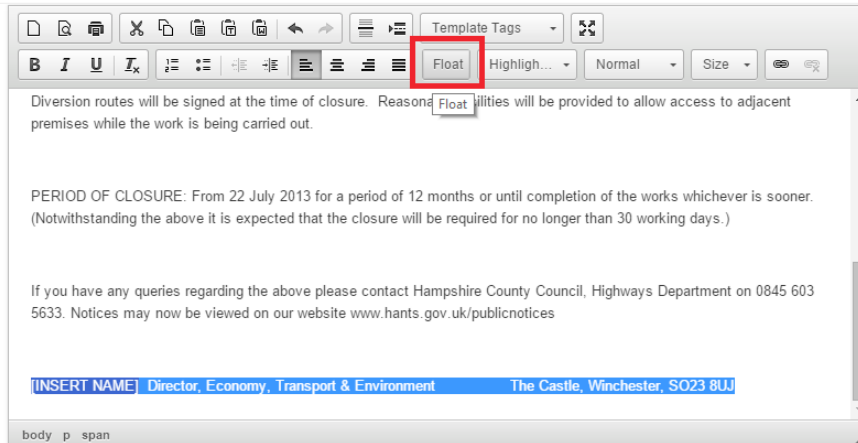 Template Tags
B I U Ix Float Highligh... Normal Size
Diversion routes will be signed at the time of closure. Float ilities will be provided to allow access to adjacent
premises while the work is being carried out.
PERIOD OF CLOSURE: From 22 July 2013 for a period of 12 months or until completion of the works whichever is sooner.
(Notwithstanding the above it is expected that the closure will be required for no longer than 30 working days.)
If you have any queries regarding the above please contact Hampshire County Council, Highways Department on 0845 603
5633. Notices may now be viewed on our website www.hants.gov.uk/publicnotices
[INSERT NAME] Director, Economy, Transport & Environment The Castle, Winchester, SO23 8UJ
body p span